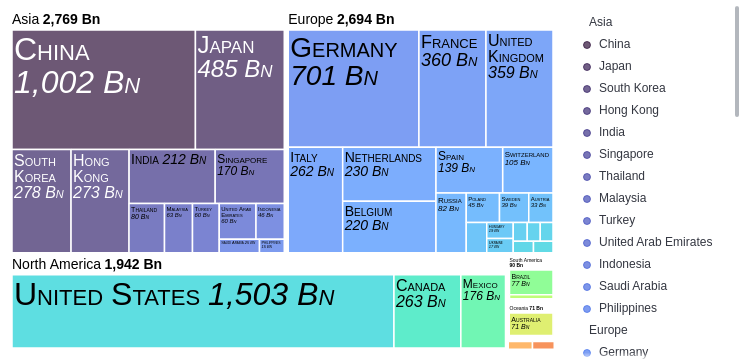 Asia 2,769 Bn
China
1,002 Bn
Japan
485 Bn
South
Korea
278 Bn
Hong
Kong
273 Bn
India 212 Bn
Singapore
170 Bn
Thailand
80 Bn
Malaysia
63 Bn
Turkey
60 Bn
United Arab
Emirates
60 Bn
Indonesia
46 Bn
Europe 2,694 Bn
Germany
701 Bn
France
360 Bn
United
Kingdom
359 Bn
Italy
262 Bn
Netherlands
230 Bn
Belgium
220 Bn
Spain
139 Bn
Switzerland
105 Bn
Russia
82 Bn
Poland
45 Bn
Sweden
39 Bn
Austria
33 Bn
North America 1,942 Bn
United States 1,503 Bn
Canada
263 Bn
Mexico
176 Bn
South America
90 Bn
Brazil
77 Bn
Oceania 71 Bn
Australia
71 Bn
Asia
China
Japan
South Korea
Hong Kong
India
Singapore
Thailand
Malaysia
Turkey
United Arab Emirates
Indonesia
Saudi Arabia
Philippines
Europe
Germany